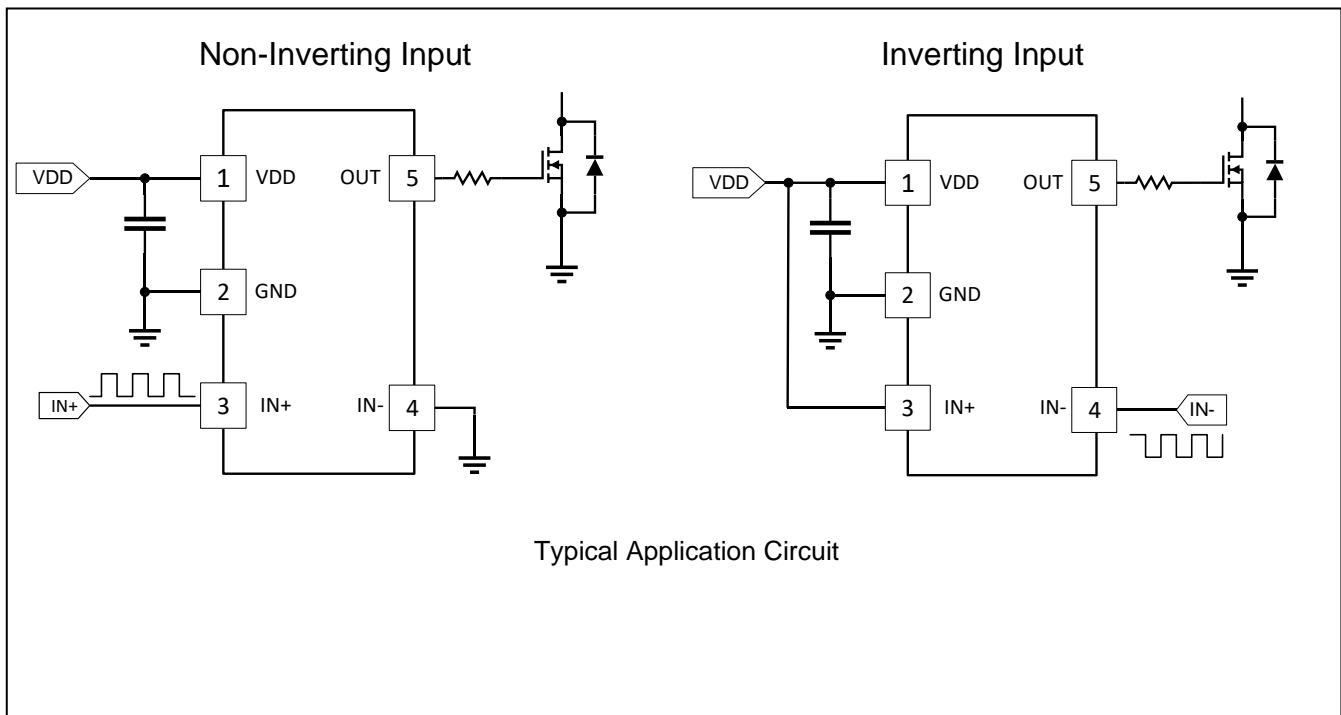 Non-Inverting Input
VDD
1 VDD
OUT 5
2 GND
IN+
3 IN+
IN- 4
Inverting Input
VDD
1 VDD
OUT 5
2 GND
3 IN+
IN- 4
IN-
Typical Application Circuit